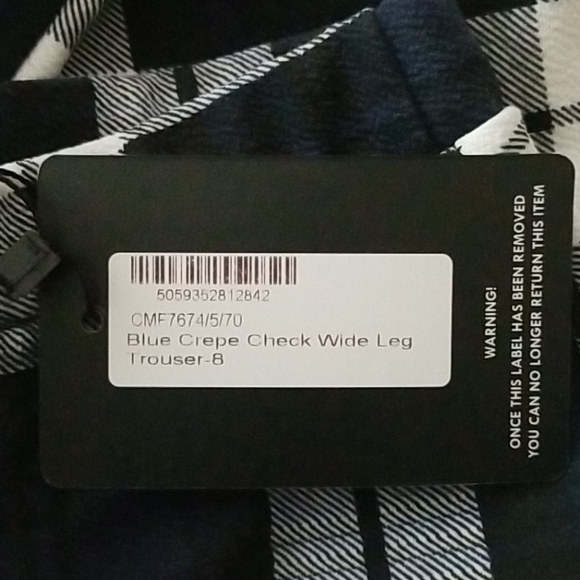 5059352812842
CMF7674/5/70
Blue Crepe Check Wide Leg
Trouser-8
WARNING!
ONCE THIS LABEL HAS BEEN REMOVED
YOU CAN NO LONGER RETURN THIS ITEM